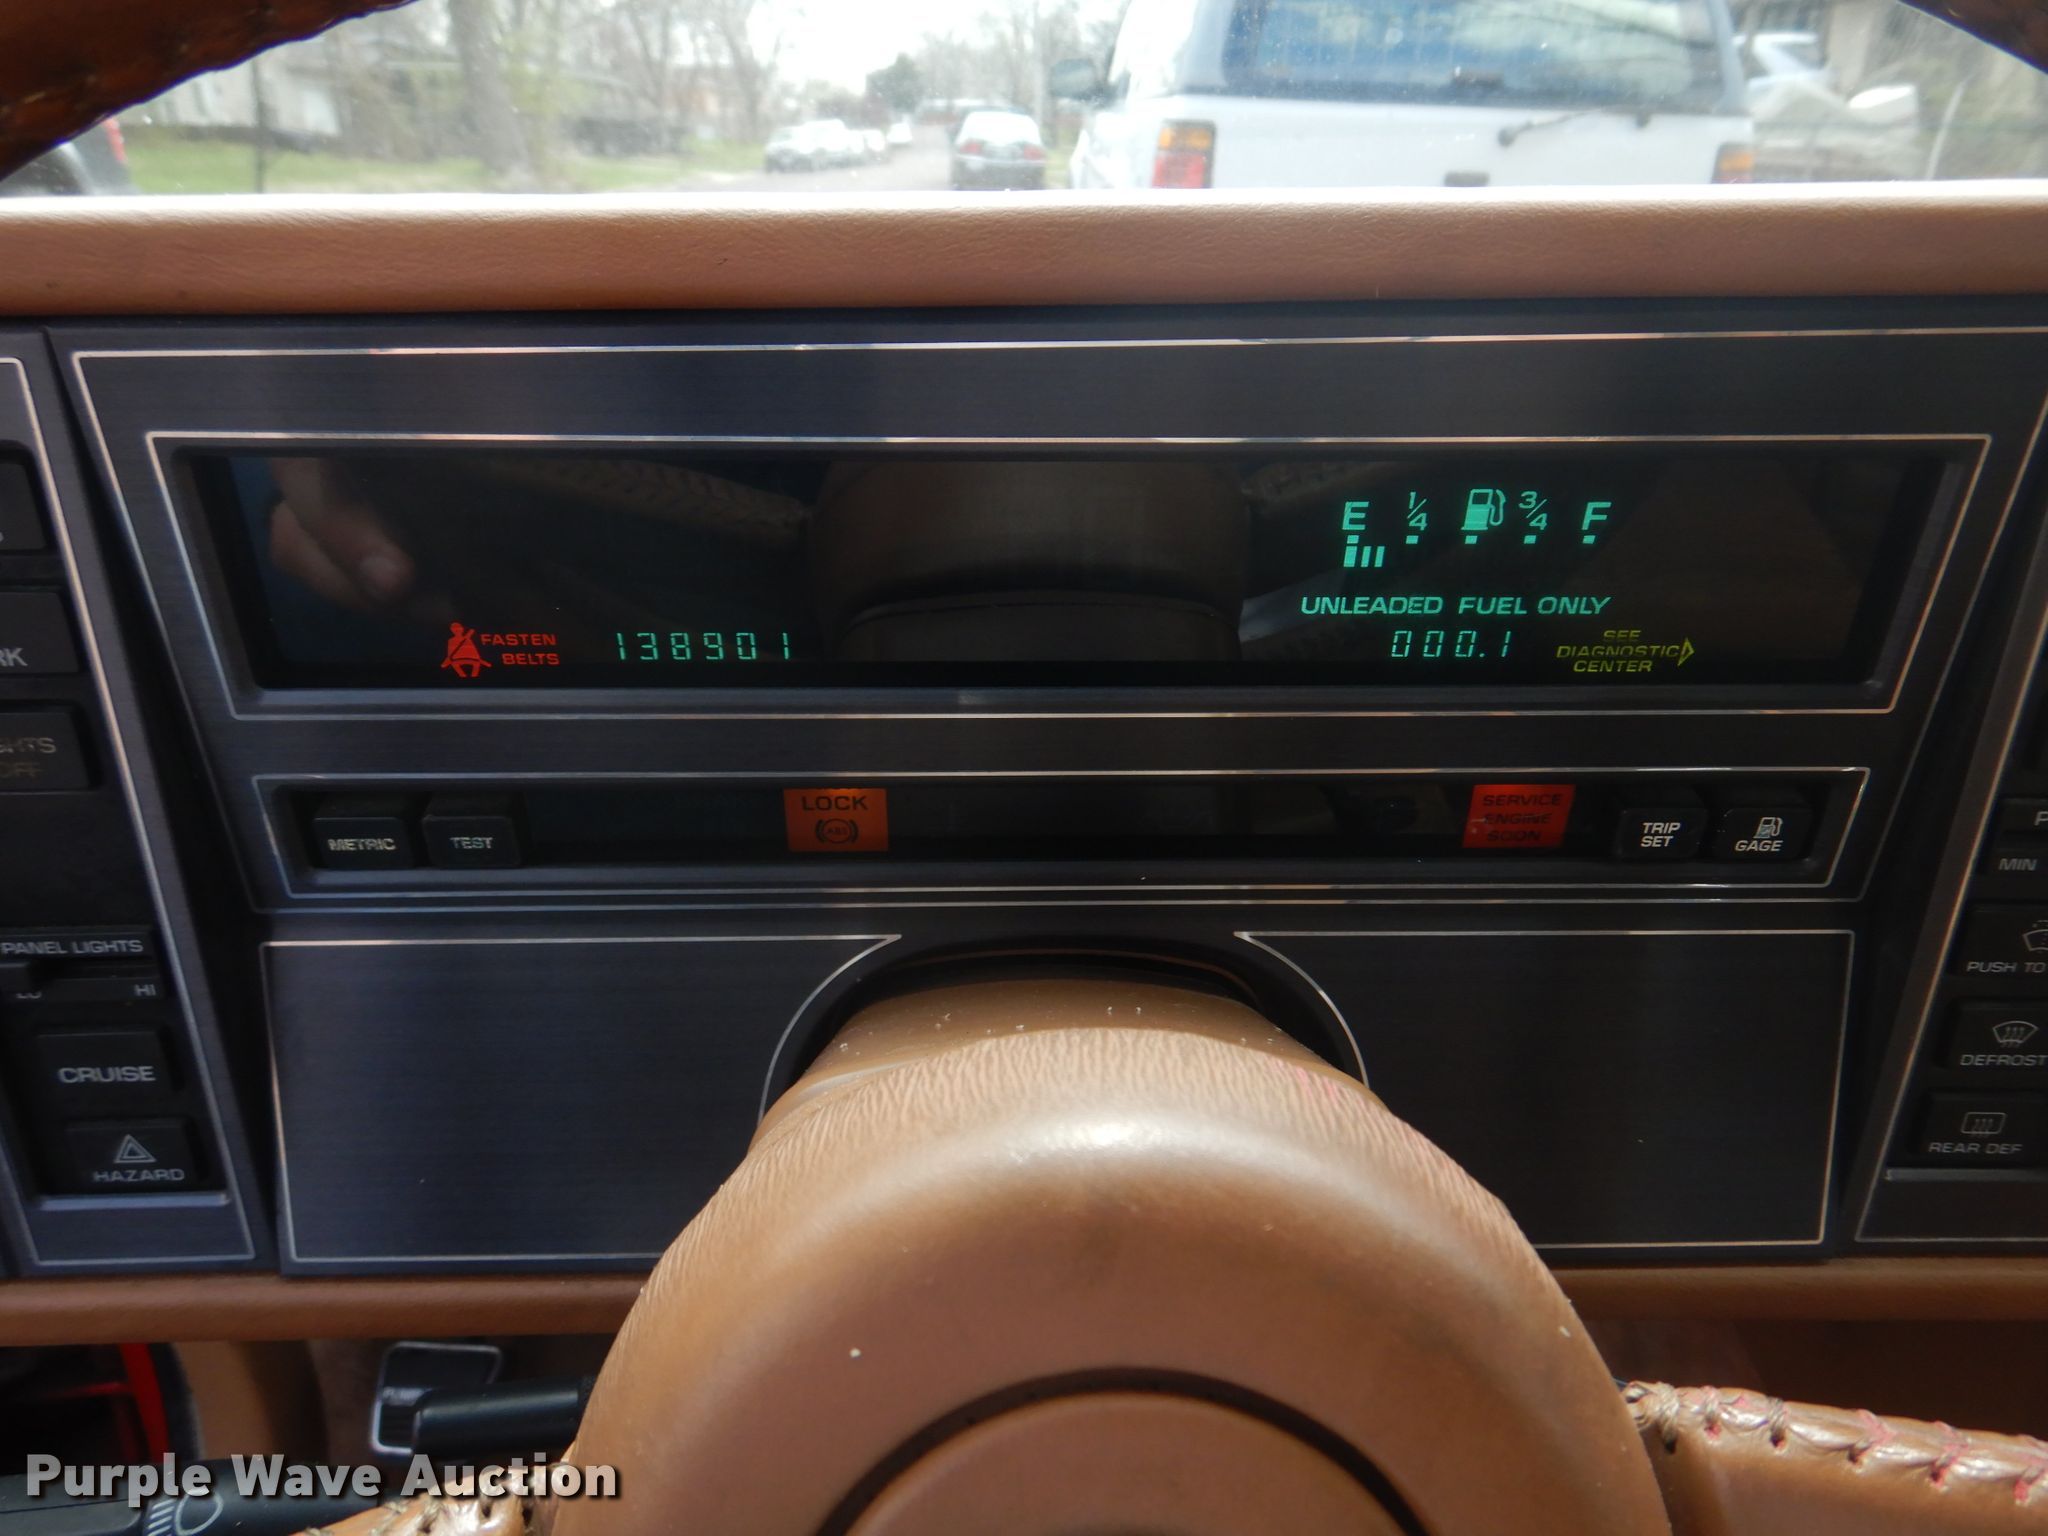 E 1/4 3/4 F
UNLEADED FUEL ONLY
FASTEN
BELTS
138901
000.1
SEE
DIAGNOSTIC
CENTER
METRIC
TEST
LOCK
ABS
SERVICE
ENGINE
SOON
TRIP
SET
GAGE
OFF
PANEL LIGHTS
LO HI
CRUISE
HAZARD
MIN
PUSH TO
DEFROST
REAR DEF
Purple Wave Auction